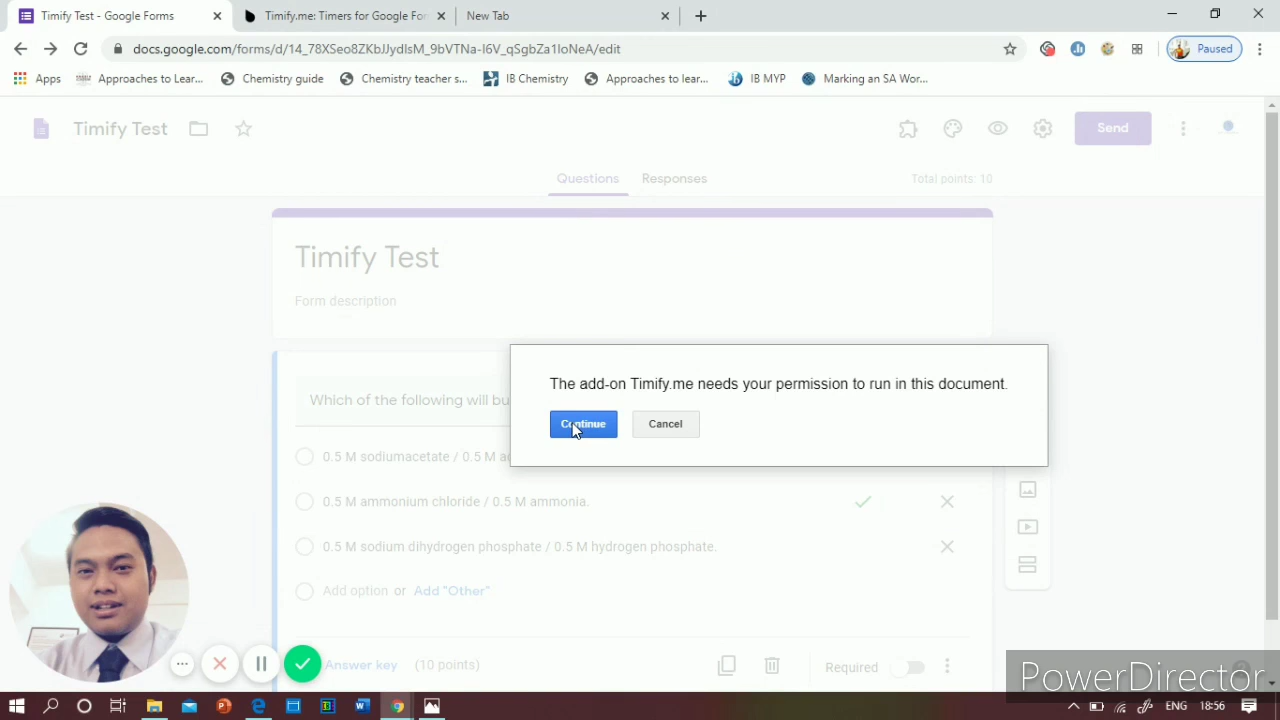 Timify Test - Google Forms
Timify.me: Timers for Google For
New Tab
docs.google.com/forms/d/14_78XSeo8ZKbJJydlsM_9bVTNa-I6V_qSgbZa1IoNeA/edit
Paused
Apps
Approaches to Lear...
Chemistry guide
Chemistry teacher s...
IB Chemistry
Approaches to lear...
IB MYP
Marking an SA Wor...
Timify Test
Send
Questions
Responses
Total points: 10
Timify Test
Form description
The add-on Timify.me needs your permission to run in this document.
Continue
Cancel
Which of the following will bu
0.5 M sodiumacetate / 0.5 M a
0.5 M ammonium chloride / 0.5 M ammonia.
0.5 M sodium dihydrogen phosphate / 0.5 M hydrogen phosphate.
Add option or Add "Other"
Answer key (10 points)
Required
PowerDirector
ENG 18:56